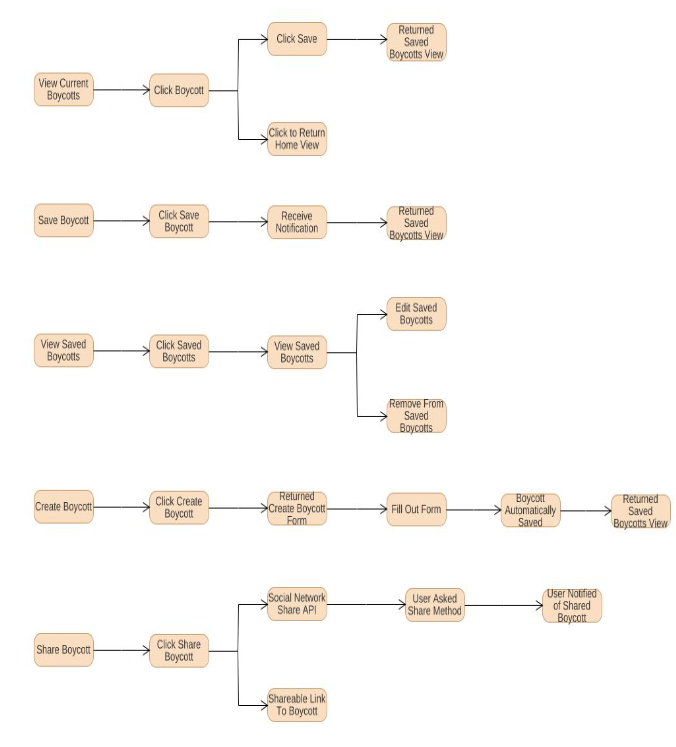 View Current
Boycotts
Click Boycott
Click Save
Returned
Saved
Boycotts View
Click to Return
Home View
Save Boycott
Click Save
Boycott
Receive
Notification
Returned
Saved
Boycotts View
View Saved
Boycotts
Click Saved
Boycotts
View Saved
Boycotts
Edit Saved
Boycotts
Remove From
Saved
Boycotts
Create Boycott
Click Create
Boycott
Returned
Create Boycott
Form
Fill Out Form
Boycott
Automatically
Saved
Returned
Saved
Boycotts View
Share Boycott
Click Share
Boycott
Social Network
Share API
User Asked
Share Method
User Notified
of Shared
Boycott
Shareable Link
To Boycott